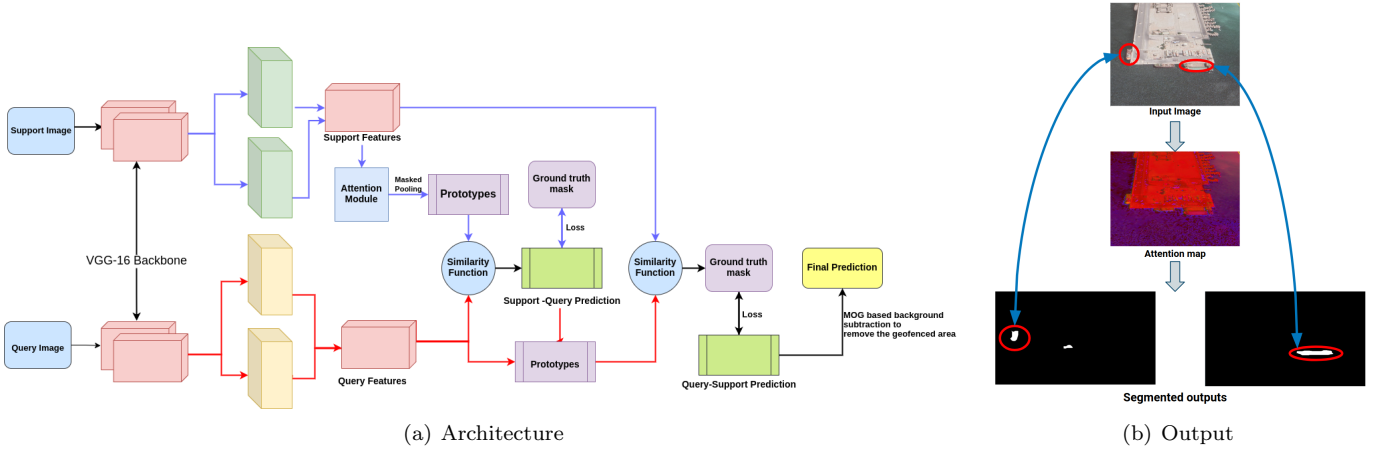 Support Image
VGG-16 Backbone
Query Image
Support Features
Attention
Module
Masked
Pooling
Prototypes
Ground truth
mask
Loss
Similarity
Function
Support -Query Prediction
Query Features
Prototypes
Similarity
Function
Ground truth
mask
Loss
Query-Support Prediction
Final Prediction
MOG based background
subtraction to
remove the geofenced area
(a) Architecture
Input Image
Attention map
Segmented outputs
(b) Output